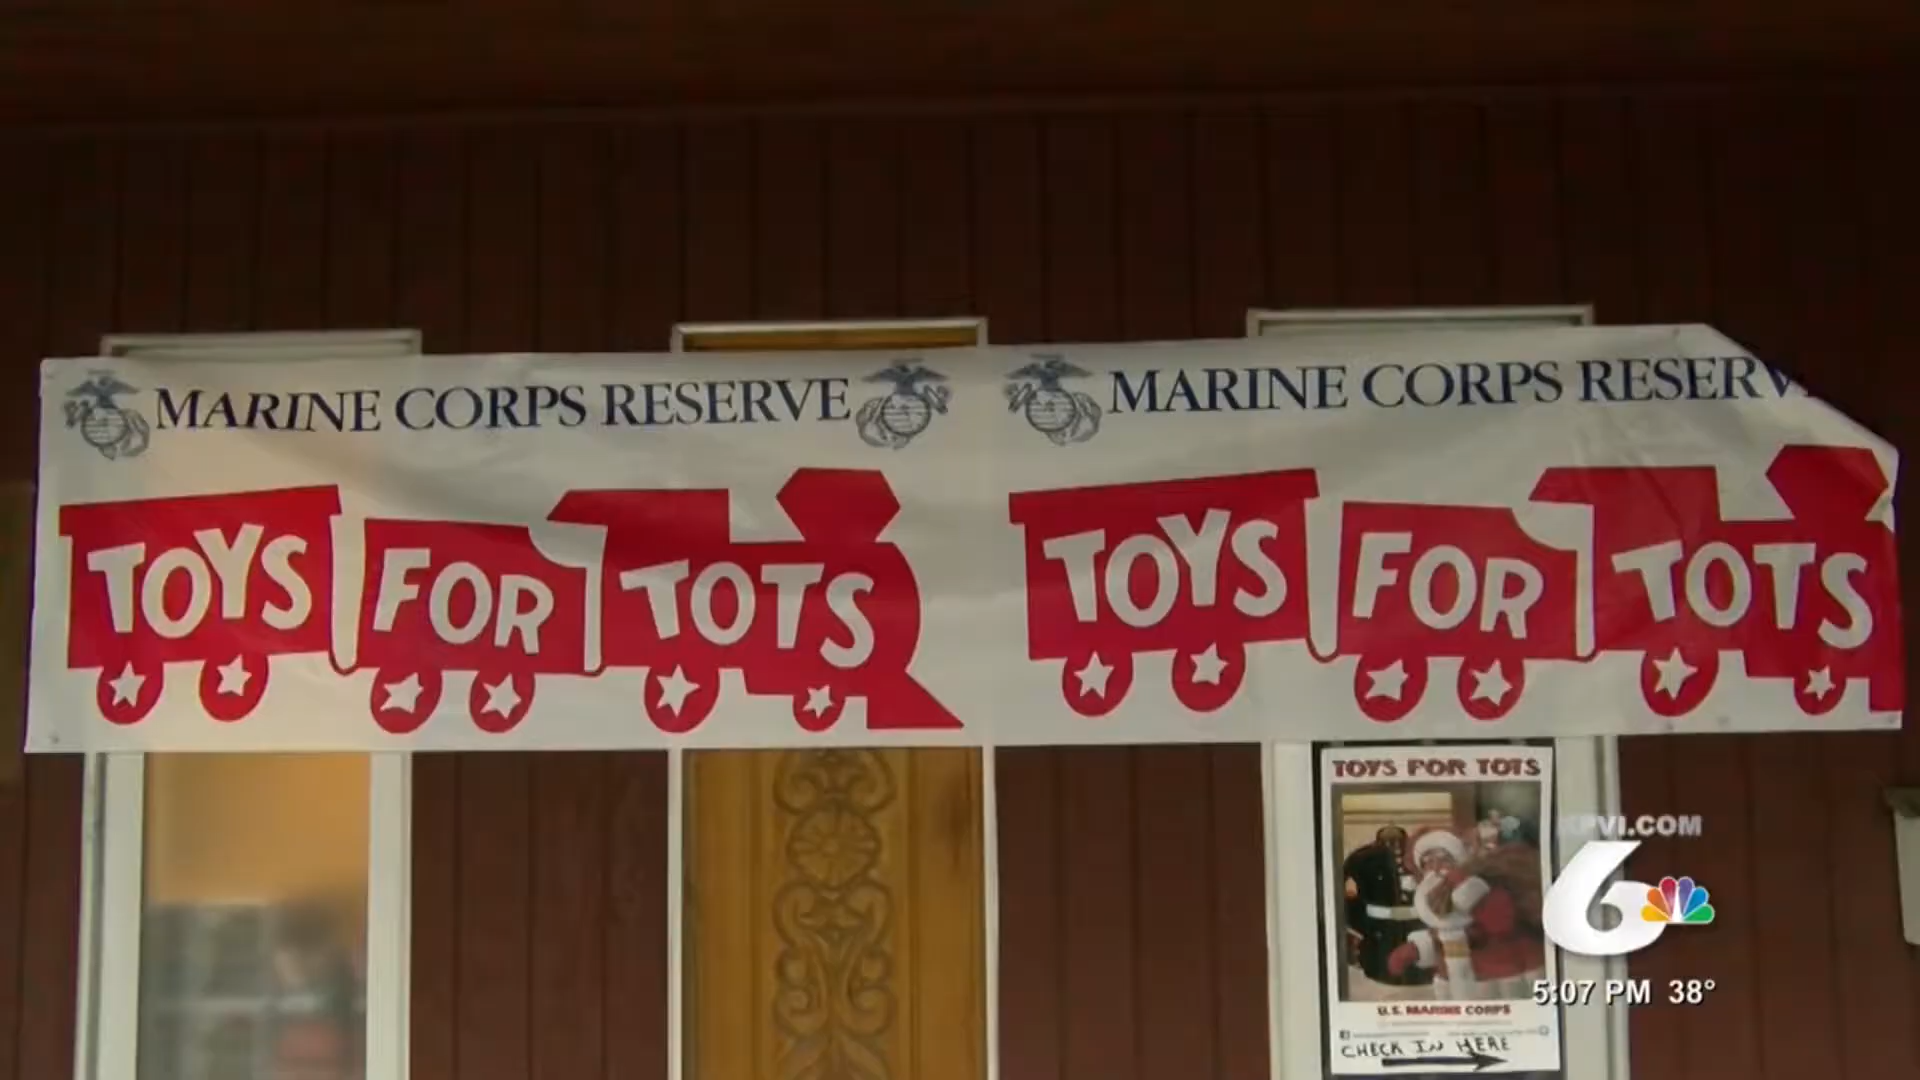 MARINE CORPS RESERVE
TOYS FOR TOTS
MARINE CORPS RESERV
TOYS FOR TOTS
TOYS FOR TOTS
U.S. MARINE CORPS
CHECK IN HERE
KPVI.COM
6
5:07 PM 38°